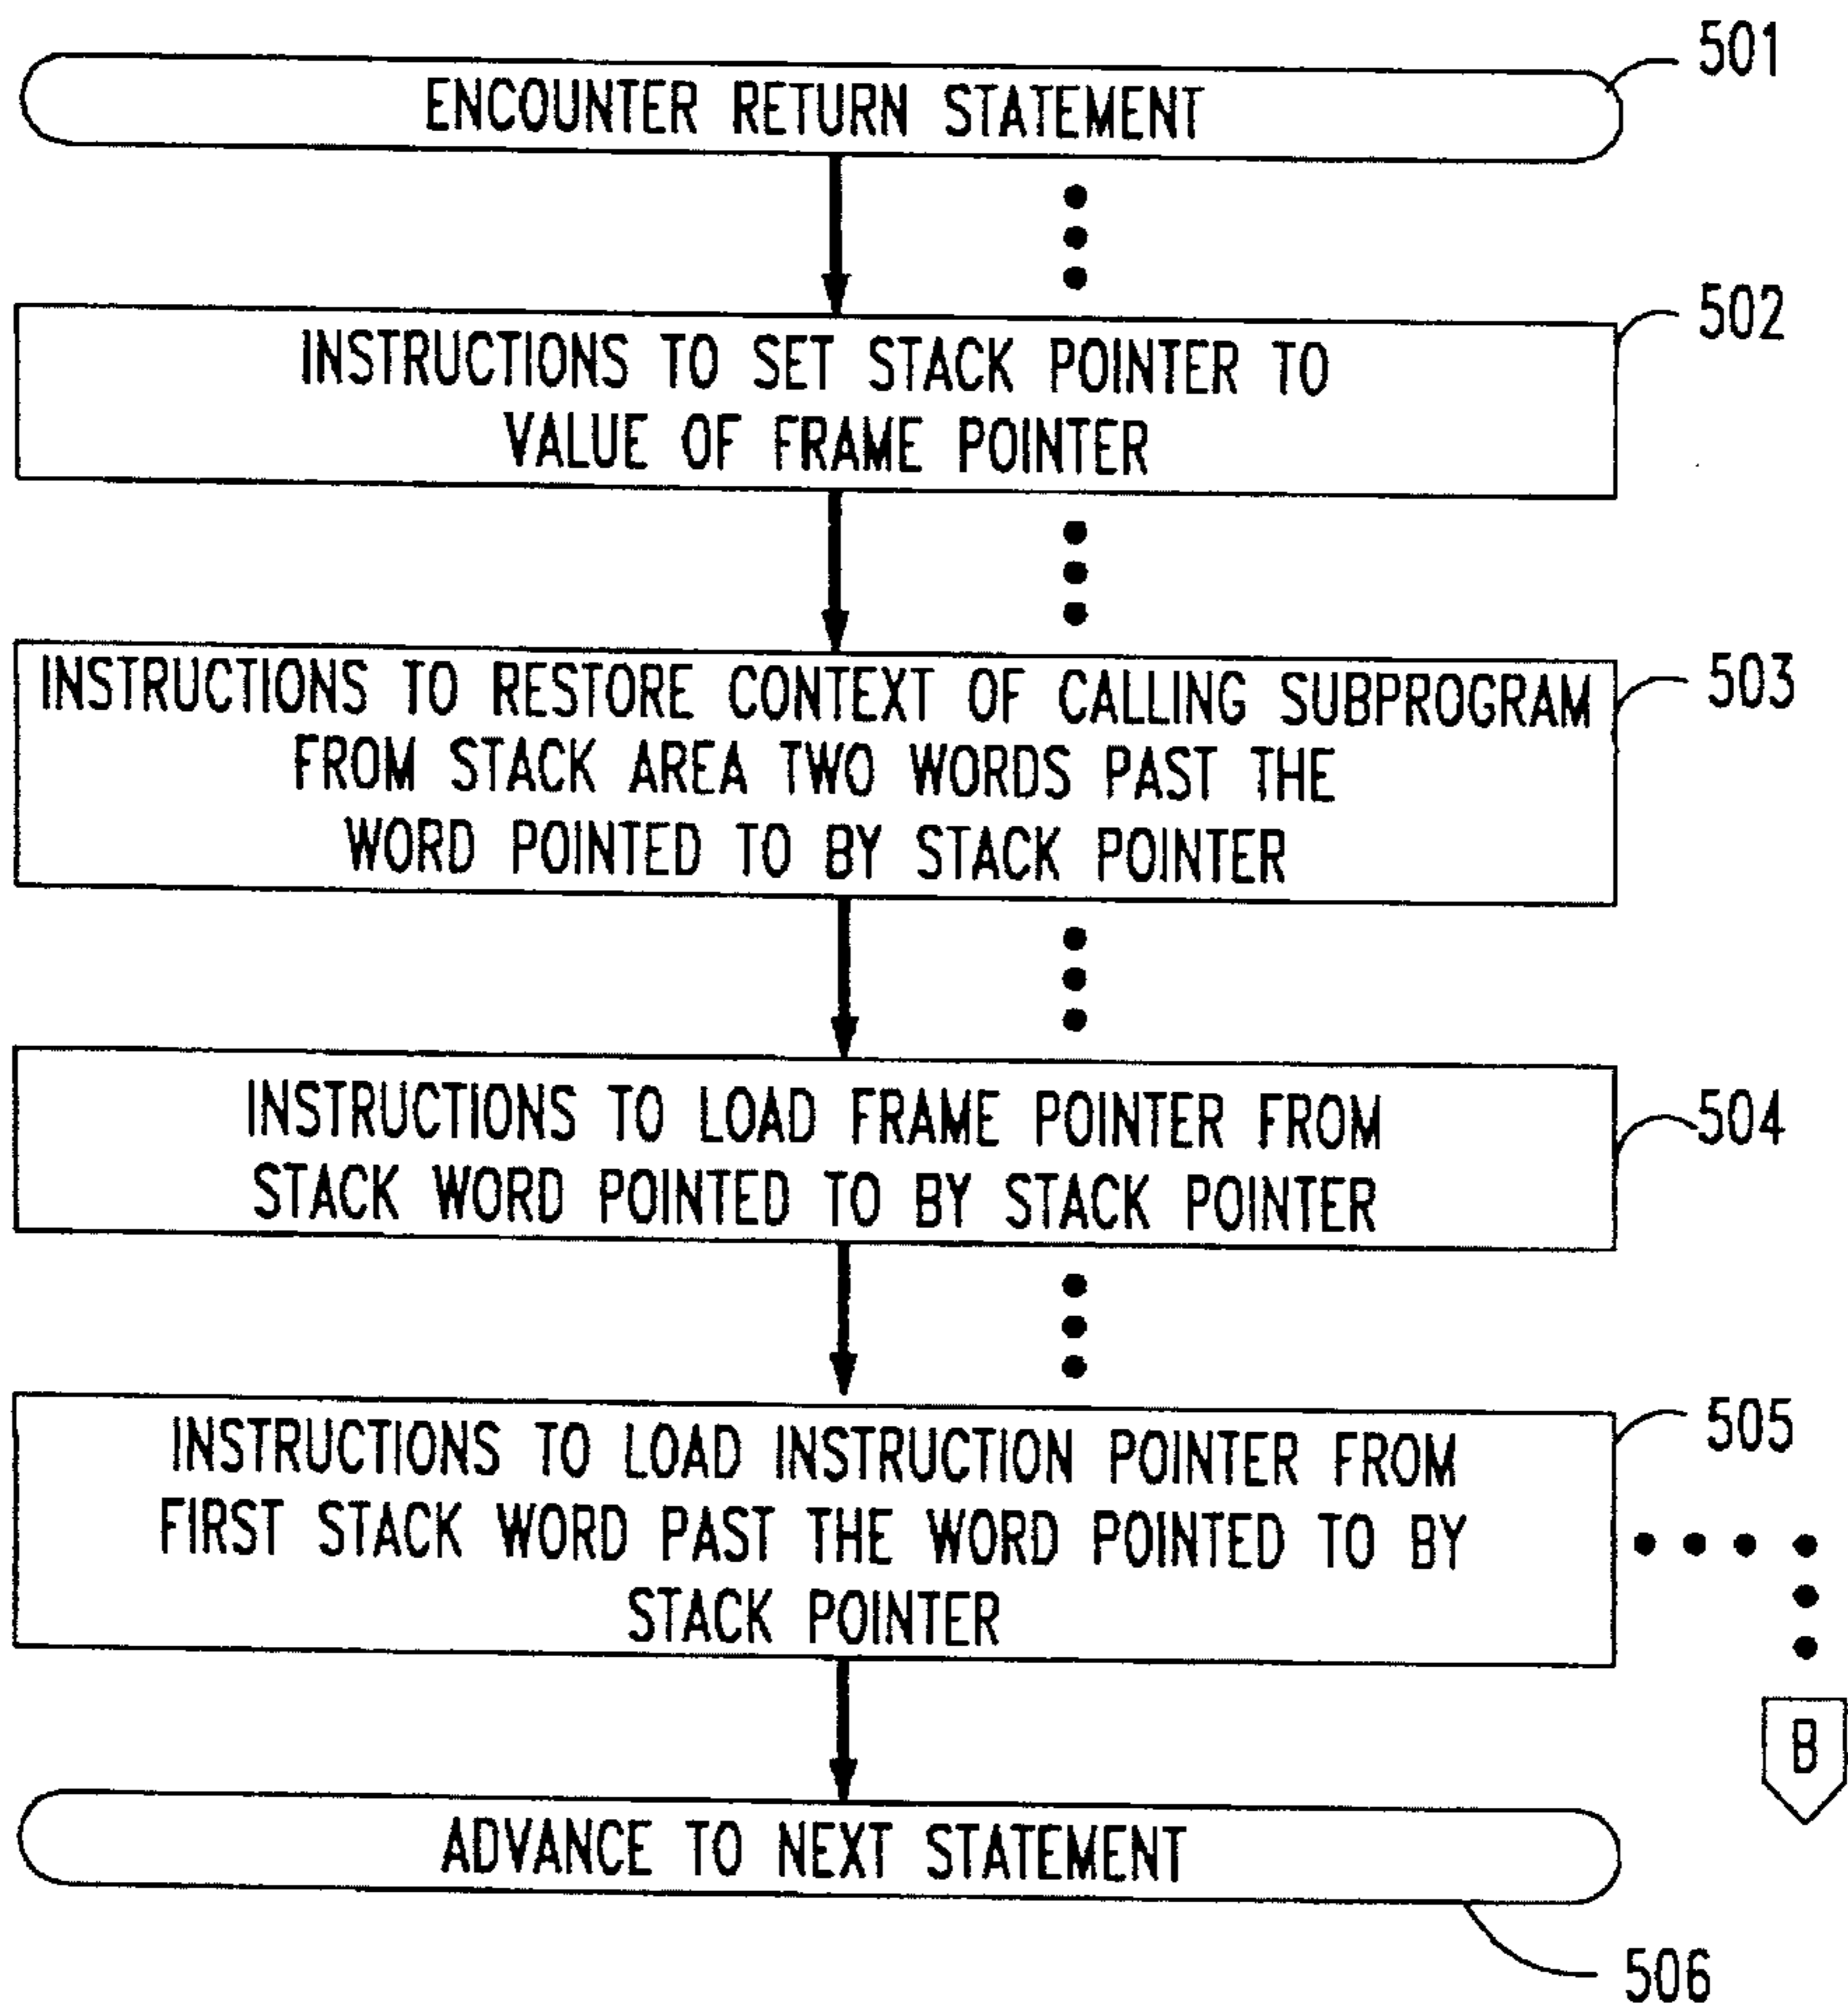 501
ENCOUNTER RETURN STATEMENT
502
INSTRUCTIONS TO SET STACK POINTER TO
VALUE OF FRAME POINTER
503
INSTRUCTIONS TO RESTORE CONTEXT OF CALLING SUBPROGRAM
FROM STACK AREA TWO WORDS PAST THE
WORD POINTED TO BY STACK POINTER
504
INSTRUCTIONS TO LOAD FRAME POINTER FROM
STACK WORD POINTED TO BY STACK POINTER
505
INSTRUCTIONS TO LOAD INSTRUCTION POINTER FROM
FIRST STACK WORD PAST THE WORD POINTED TO BY
STACK POINTER
B
ADVANCE TO NEXT STATEMENT
506